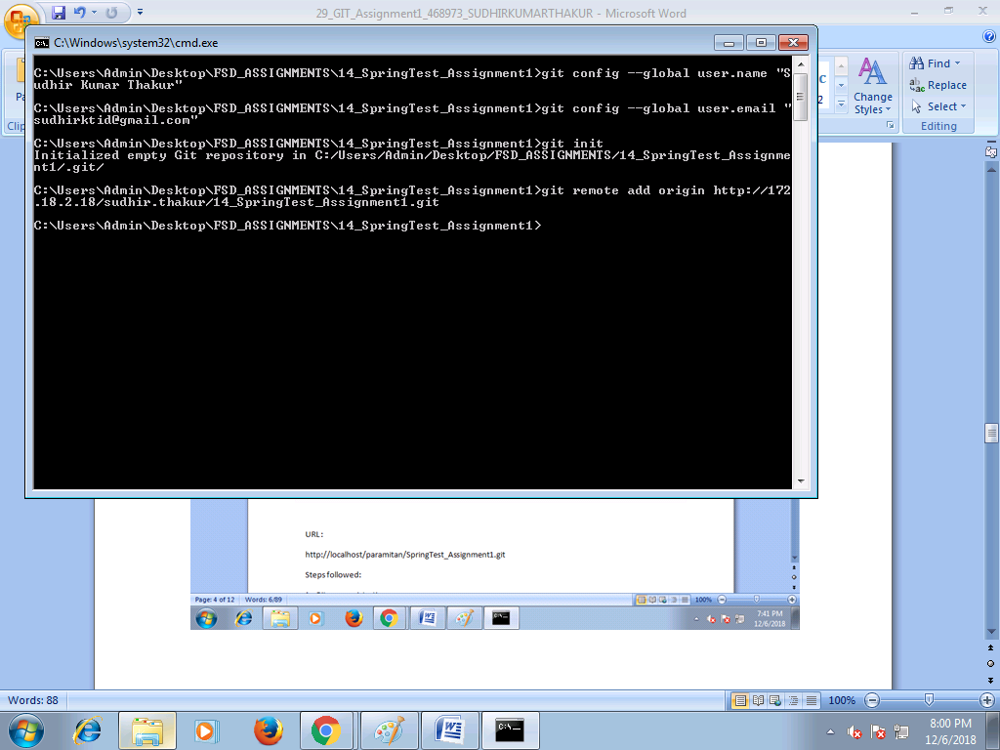 29_GIT_Assignment1_468973_SUDHIRKUMARTHAKUR - Microsoft Word
C:\Windows\system32\cmd.exe
C:\Users\Admin\Desktop\FSD_ASSIGNMENTS\14_SpringTest_Assignment1>git config --global user.name "S
udhir Kumar Thakur"
C:\Users\Admin\Desktop\FSD_ASSIGNMENTS\14_SpringTest_Assignment1>git config --global user.email "
sudhirktid@gmail.com"
C:\Users\Admin\Desktop\FSD_ASSIGNMENTS\14_SpringTest_Assignment1>git init
Initialized empty Git repository in C:/Users/Admin/Desktop/FSD_ASSIGNMENTS/14_SpringTest_Assignme
nt1/.git/
C:\Users\Admin\Desktop\FSD_ASSIGNMENTS\14_SpringTest_Assignment1>git remote add origin http://172
.18.2.18/sudhir.thakur/14_SpringTest_Assignment1.git
C:\Users\Admin\Desktop\FSD_ASSIGNMENTS\14_SpringTest_Assignment1>
Pa
Clip
C
2
Change
Styles
Find
Replace
Select
Editing
URL:
http://localhost/paramitan/SpringTest_Assignment1.git
Steps followed:
Page: 4 of 12 Words: 6/89 100%
7:41 PM
12/6/2018
Words: 88 100%
C:\
8:00 PM
12/6/2018